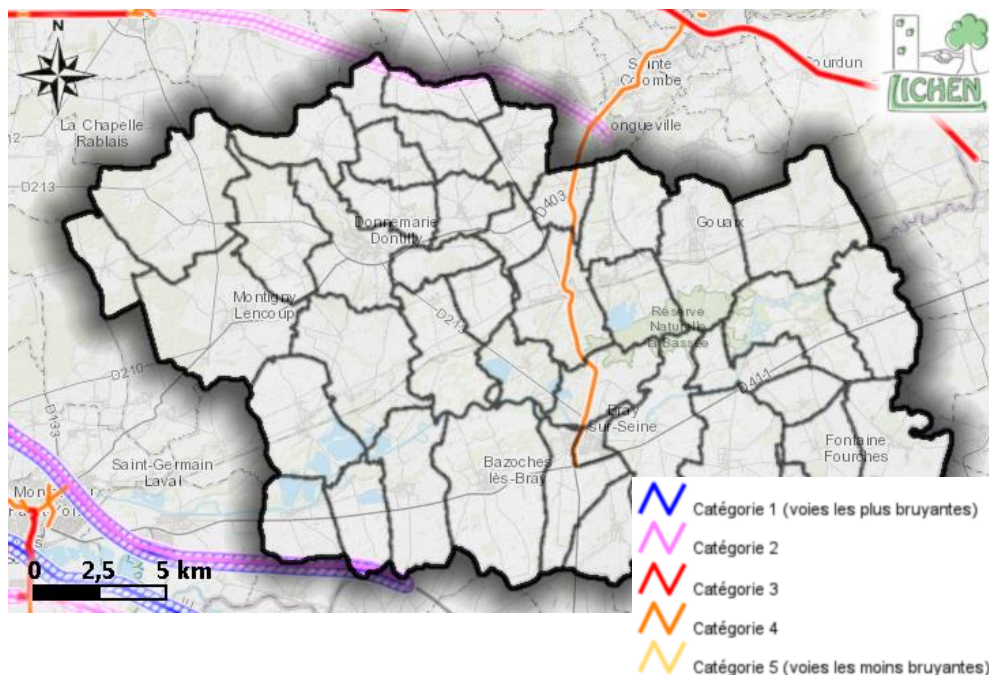 N
LICHEN
Sainte
Colombe
ourdun
La Chapelle
Rablais
ongueville
D213
D403
Donnemarie
Dontilly
Gouaix
Montigny
Lencoup
D213
Réserve
Naturelle
la Bassée
D210
D411
D133
Bray
sur-Seine
Saint-Germain
Laval
Bazoches
lès-Bray
Fontaine
Fourches
0 2,5 5 km
Catégorie 1 (voies les plus bruyantes)
Catégorie 2
Catégorie 3
Catégorie 4
Catégorie 5 (voies les moins bruyantes)